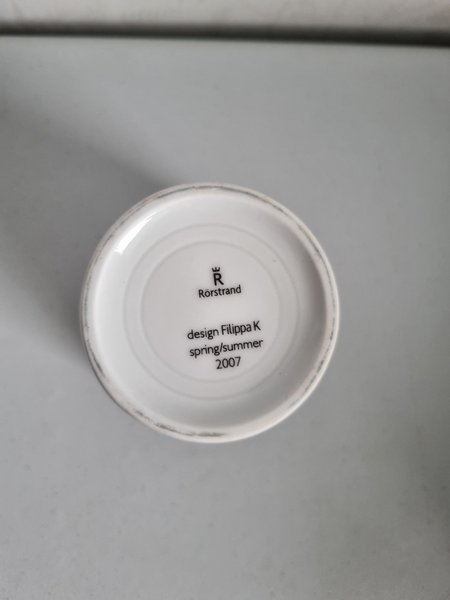 R
Rörstrand
design Filippa K
spring/summer
2007